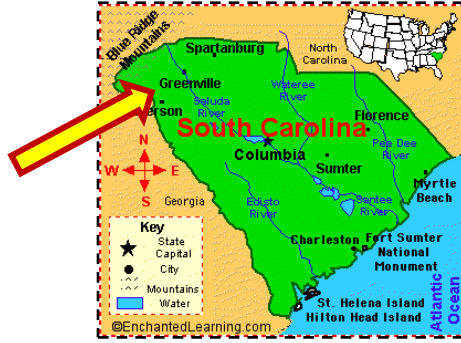 Blue Ridge
Mountains
Spartanburg
North
Carolina
Greenville
Wateree
River
Saluda
River
erson
Florence
South Carolina
Pee Dee
River
Columbia
N
W E
S
Sumter
Myrtle
Beach
Georgia
Edisto
River
Santee
River
Key
State
Capital
City
Mountains
Water
Charleston
Fort Sumter
National
Monument
St. Helena Island
Hilton Head Island
Atlantic
Ocean
©EnchantedLearning.com